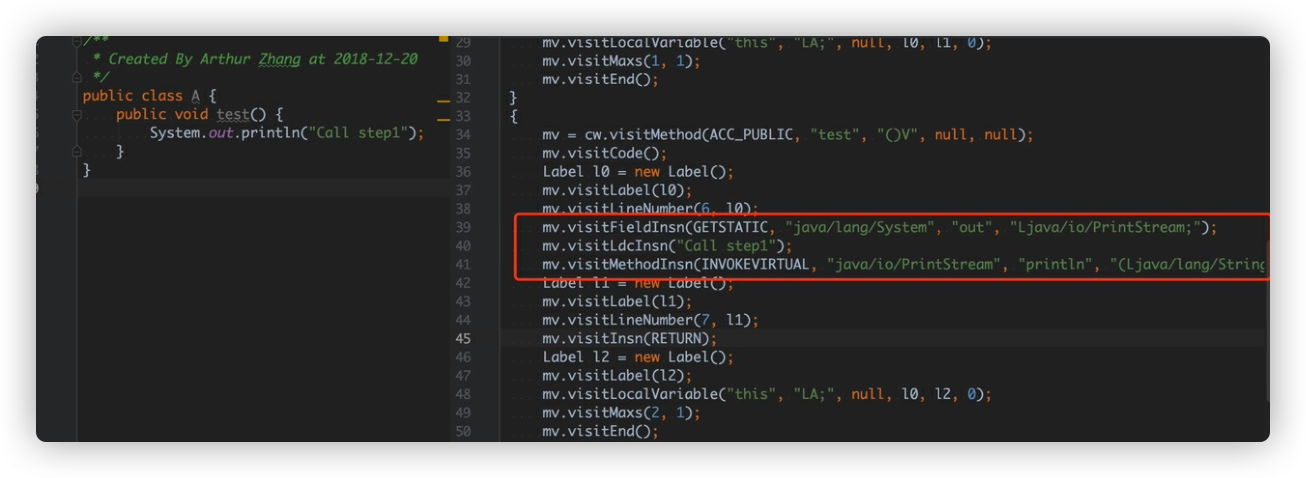 /**
* Created By Arthur Zhang at 2018-12-20
*/
public class A {
public void test() {
System.out.println("Call step1");
}
}
29 mv.visitLocalVariable("this", "LA;", null, l0, l1, 0);
30 mv.visitMaxs(1, 1);
31 mv.visitEnd();
32 }
33 {
34 mv = cw.visitMethod(ACC_PUBLIC, "test", "()V", null, null);
35 mv.visitCode();
36 Label l0 = new Label();
37 mv.visitLabel(l0);
38 mv.visitLineNumber(6, l0);
39 mv.visitFieldInsn(GETSTATIC, "java/lang/System", "out", "Ljava/io/PrintStream;");
40 mv.visitLdcInsn("Call step1");
41 mv.visitMethodInsn(INVOKEVIRTUAL, "java/io/PrintStream", "println", "(Ljava/lang/String
42 Label l1 = new Label();
43 mv.visitLabel(l1);
44 mv.visitLineNumber(7, l1);
45 mv.visitInsn(RETURN);
46 Label l2 = new Label();
47 mv.visitLabel(l2);
48 mv.visitLocalVariable("this", "LA;", null, l0, l2, 0);
49 mv.visitMaxs(2, 1);
50 mv.visitEnd();